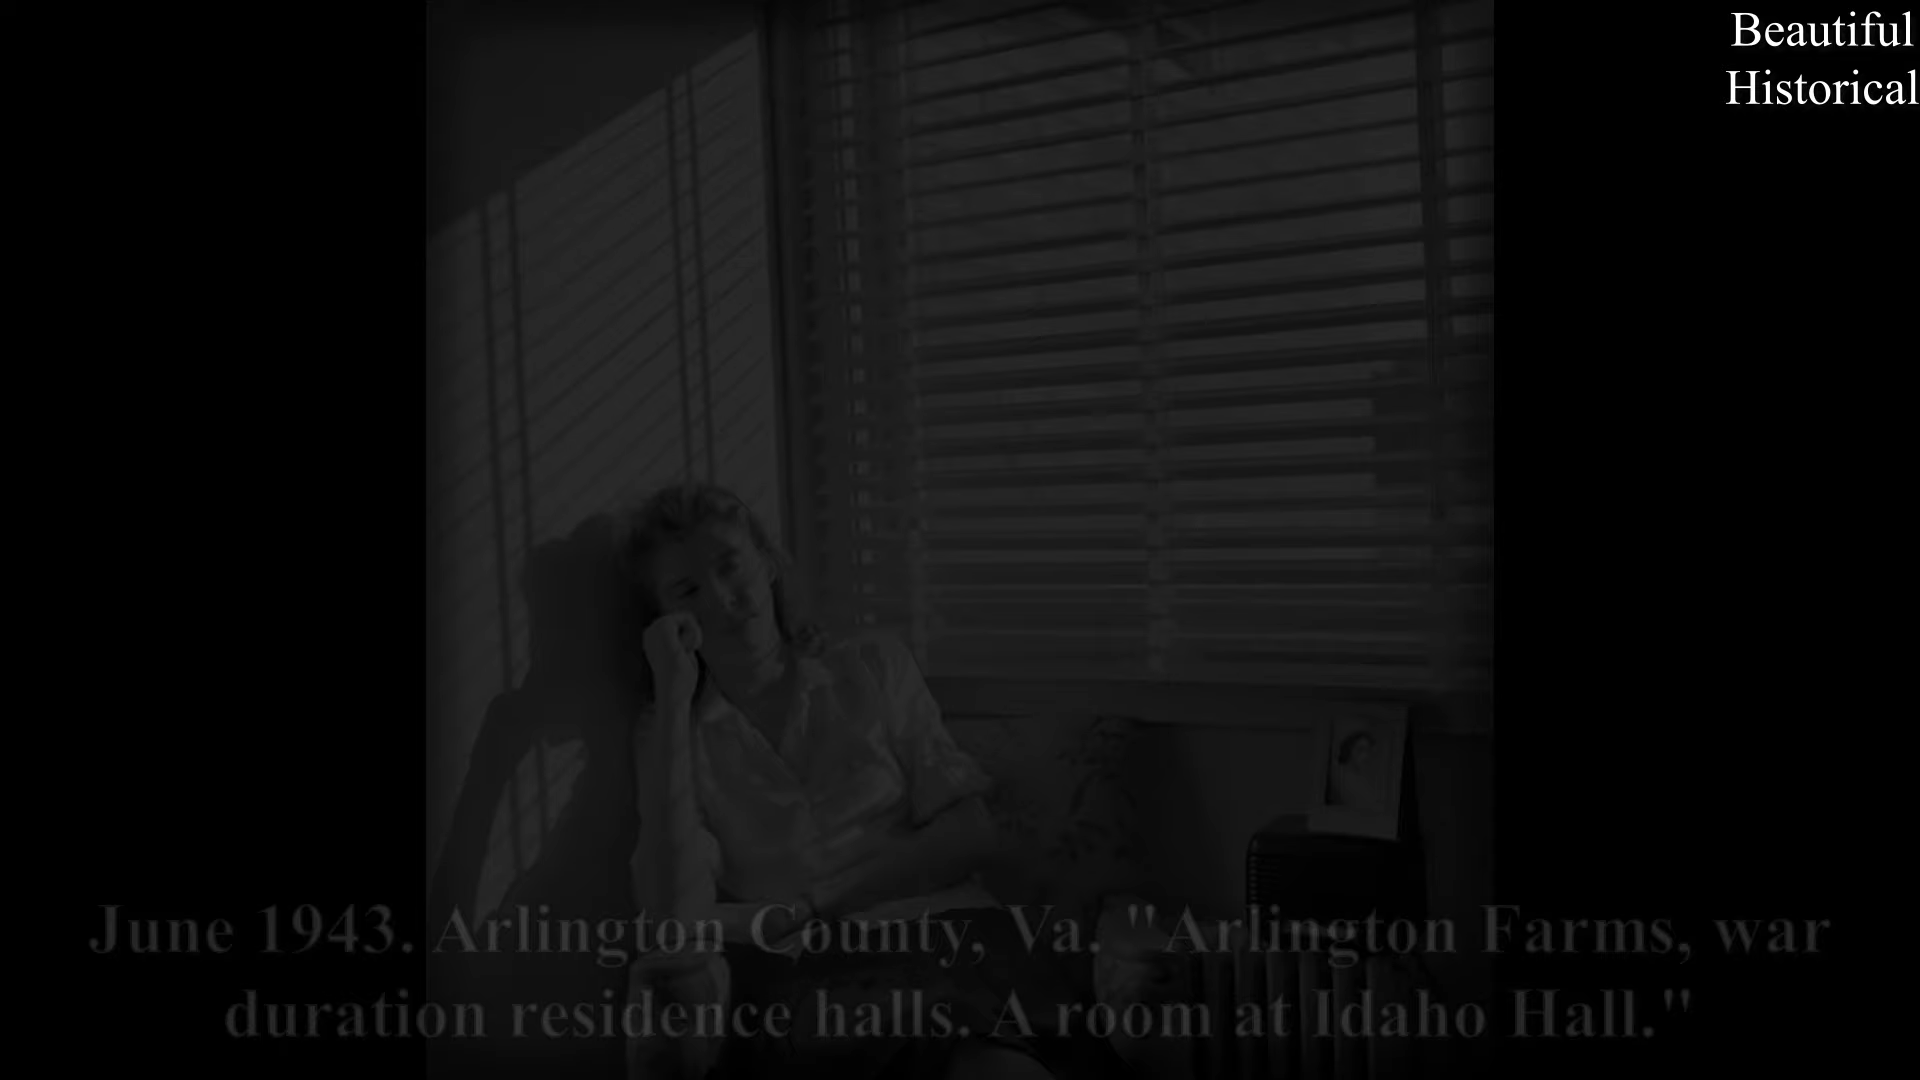 Beautiful
Historical
June 1943. Arlington County, Va. "Arlington Farms, war
duration residence halls. A room at Idaho Hall."